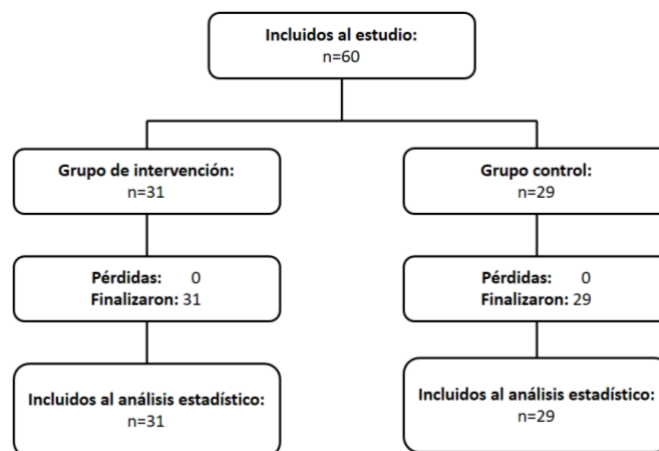 Incluidos al estudio:
n=60
Grupo de intervención:
n=31
Grupo control:
n=29
Pérdidas: 0
Finalizaron: 31
Pérdidas: 0
Finalizaron: 29
Incluidos al análisis estadístico:
n=31
Incluidos al análisis estadístico:
n=29